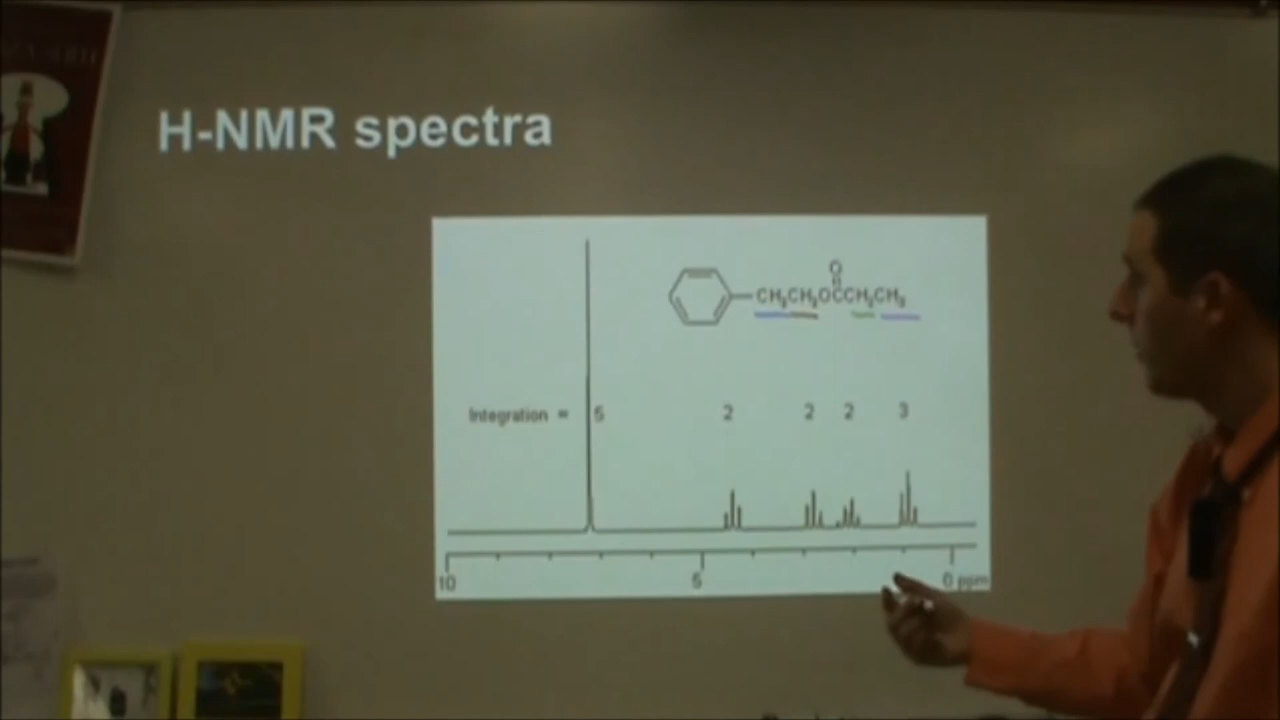 H-NMR spectra
O
CH₂CH₂OCCH₂CH₃
Integration = 5 2 2 2 3
10 5 0 ppm